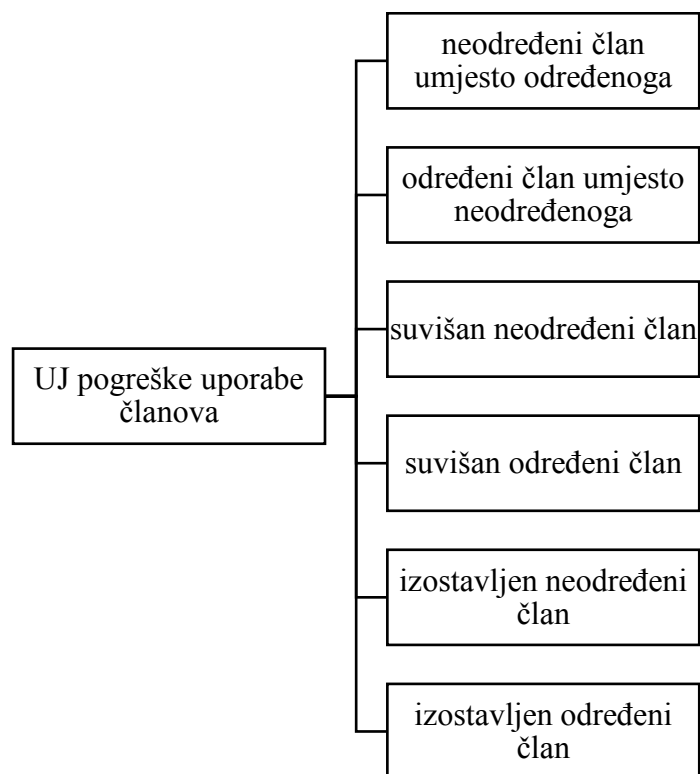 neodređeni član
umjesto određenoga
određeni član umjesto
neodređenoga
suvišan neodređeni član
UJ pogreške uporabe
članova
suvišan određeni član
izostavljen neodređeni
član
izostavljen određeni
član